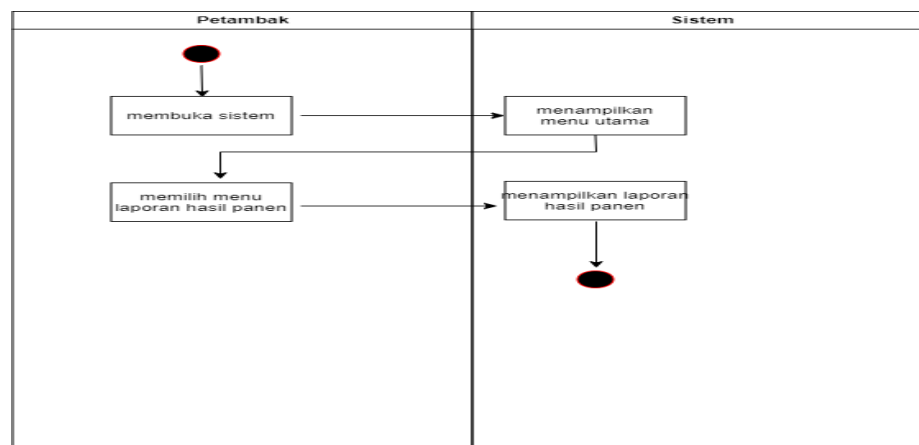 Petambak
Sistem
membuka sistem
menampilkan
menu utama
memilih menu
laporan hasil panen
menampilkan laporan
hasil panen